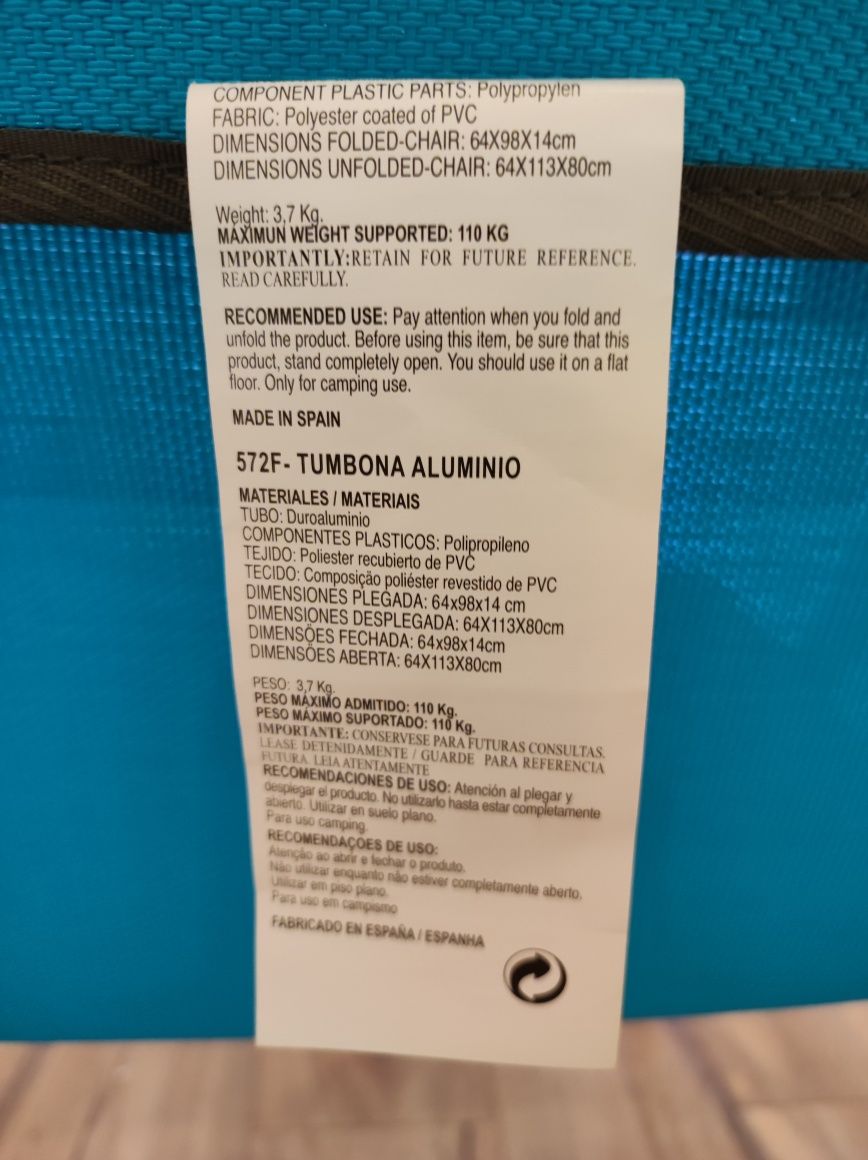 COMPONENT PLASTIC PARTS: Polypropylen
FABRIC: Polyester coated of PVC
DIMENSIONS FOLDED-CHAIR: 64X98X14cm
DIMENSIONS UNFOLDED-CHAIR: 64X113X80cm
Weight: 3,7 Kg.
MAXIMUN WEIGHT SUPPORTED: 110 KG
IMPORTANTLY:RETAIN FOR FUTURE REFERENCE.
READ CAREFULLY.
RECOMMENDED USE: Pay attention when you fold and
unfold the product. Before using this item, be sure that this
product, stand completely open. You should use it on a flat
floor. Only for camping use.
MADE IN SPAIN
572F- TUMBONA ALUMINIO
MATERIALES / MATERIAIS
TUBO: Duroaluminio
COMPONENTES PLASTICOS: Polipropileno
TEJIDO: Poliester recubierto de PVC
TECIDO: Composição poliéster revestido de PVC
DIMENSIONES PLEGADA: 64x98x14 cm
DIMENSIONES DESPLEGADA: 64X113X80cm
DIMENSÕES FECHADA: 64x98x14cm
DIMENSÕES ABERTA: 64X113X80cm
PESO: 3,7 Kg.
PESO MÁXIMO ADMITIDO: 110 Kg.
PESO MÁXIMO SUPORTADO: 110 Kg.
IMPORTANTE: CONSERVESE PARA FUTURAS CONSULTAS.
LEASE DETENIDAMENTE / GUARDE PARA REFERENCIA
FUTURA. LEIA ATENTAMENTE
RECOMENDACIONES DE USO: Atención al plegar y
desplegar el producto. No utilizarlo hasta estar completamente
abierto. Utilizar en suelo plano.
Para uso camping.
RECOMENDAÇOES DE USO:
Atenção ao abrir e fechar o produto.
Não utilizar enquanto não estiver completamente aberto.
Utilizar em piso plano.
Para uso em campismo
FABRICADO EN ESPAÑA / ESPANHA